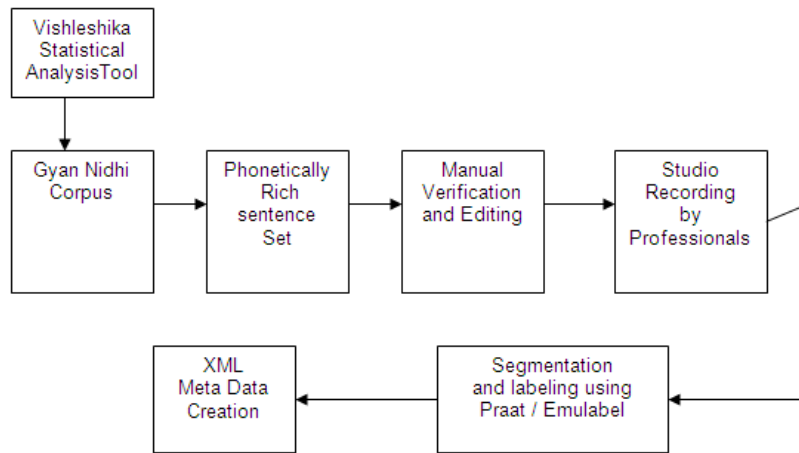 Vishleshika
Statistical
AnalysisTool
Gyan Nidhi
Corpus
Phonetically
Rich
sentence
Set
Manual
Verification
and Editing
Studio
Recording
by
Professionals
XML
Meta Data
Creation
Segmentation
and labeling using
Praat / Emulabel